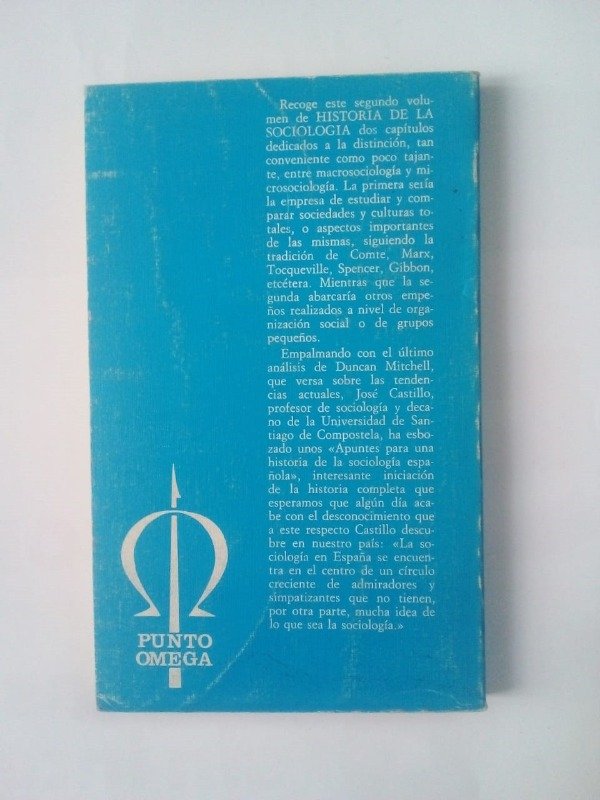 Recoge este segundo volu-
men de HISTORIA DE LA
SOCIOLOGIA dos capítulos
dedicados a la distinción, tan
conveniente como poco tajan-
te, entre macrosociología y mi-
crosociología. La primera sería
la empresa de estudiar y com-
parar sociedades y culturas to-
tales, o aspectos importantes
de las mismas, siguiendo la
tradición de Comte, Marx,
Tocqueville, Spencer, Gibbon,
etcétera. Mientras que la se-
gunda abarcaría otros empe-
ños realizados a nivel de orga-
nización social o de grupos
pequeños.
Empalmando con el último
análisis de Duncan Mitchell,
que versa sobre las tenden-
cias actuales, José Castillo,
profesor de sociología y deca-
no de la Universidad de San-
tiago de Compostela, ha esbo-
zado unos «Apuntes para una
historia de la sociología espa-
ñola», interesante iniciación
de la historia completa que
esperamos que algún día aca-
be con el desconocimiento que
a este respecto Castillo descu-
bre en nuestro país: «La so-
ciología en España se encuen-
tra en el centro de un círculo
creciente de admiradores y
simpatizantes que no tienen,
por otra parte, mucha idea de
lo que sea la sociología.»
PUNTO
OMEGA